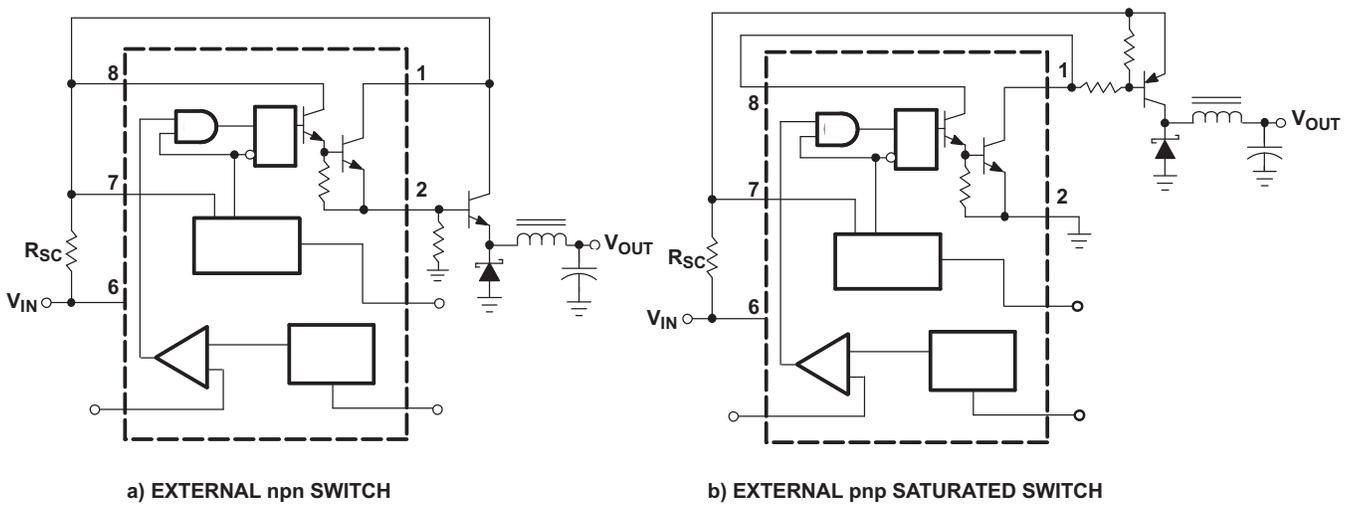 8
1
7
2
RSC
VIN
6
VOUT
a) EXTERNAL npn SWITCH
8
1
7
2
RSC
VIN
6
VOUT
b) EXTERNAL pnp SATURATED SWITCH